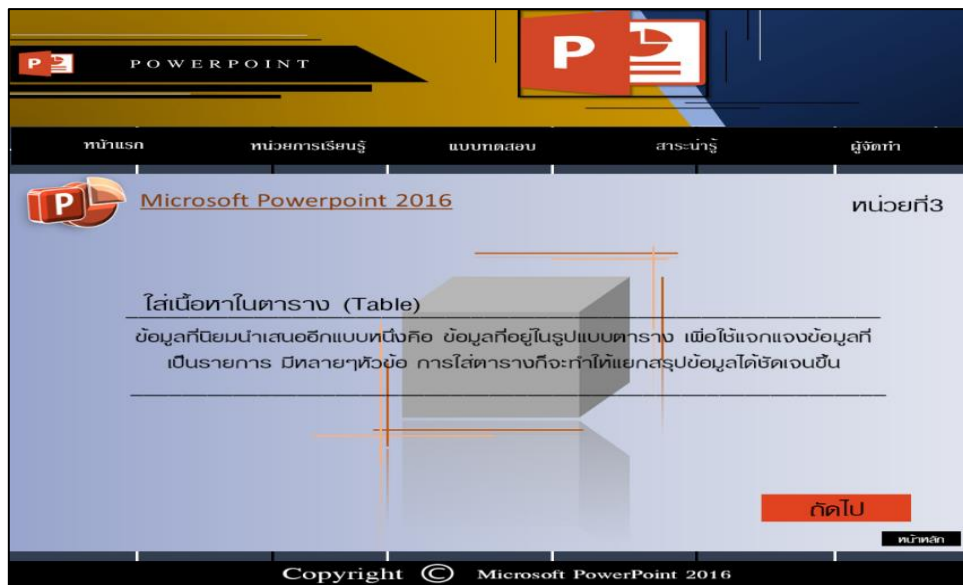 P
POWERPOINT
P
หน้าแรก หน่วยการเรียนรู้ แบบทดสอบ สาระน่ารู้ ผู้จัดทำ
P
Microsoft Powerpoint 2016
หน่วยที่3
ใส่เนื้อหาในตาราง (Table)
ข้อมูลที่นิยมนำเสนออีกแบบหนึ่งคือ ข้อมูลที่อยู่ในรูปแบบตาราง เพื่อใช้แจกแจงข้อมูลที่
เป็นรายการ มีหลายๆหัวข้อ การใส่ตารางก็จะทำให้แยกสรุปข้อมูลได้ชัดเจนขึ้น
ถัดไป
หน้าหลัก
Copyright © Microsoft PowerPoint 2016